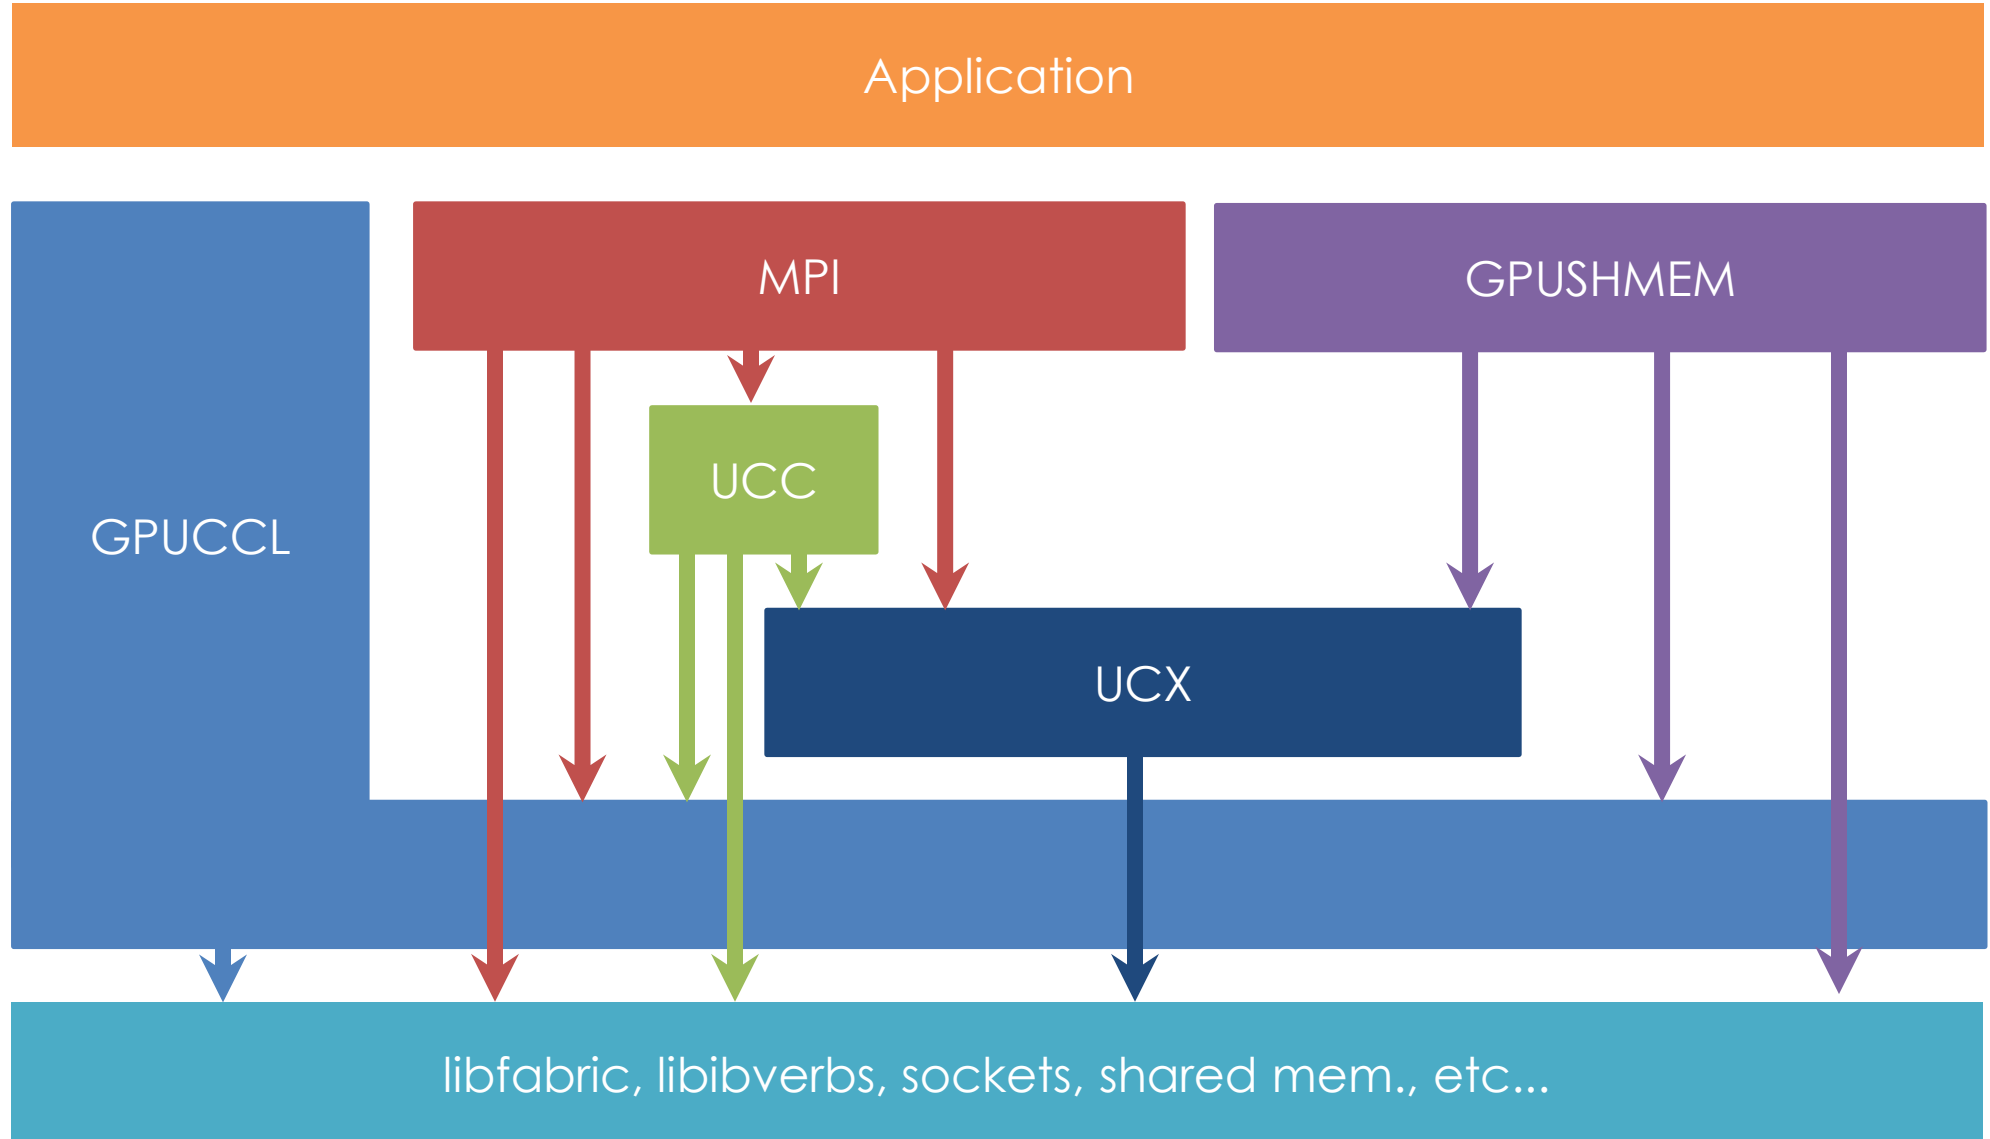 Application
MPI
GPUSHMEM
UCC
GPUCCL
UCX
libfabric, libibverbs, sockets, shared mem., etc...